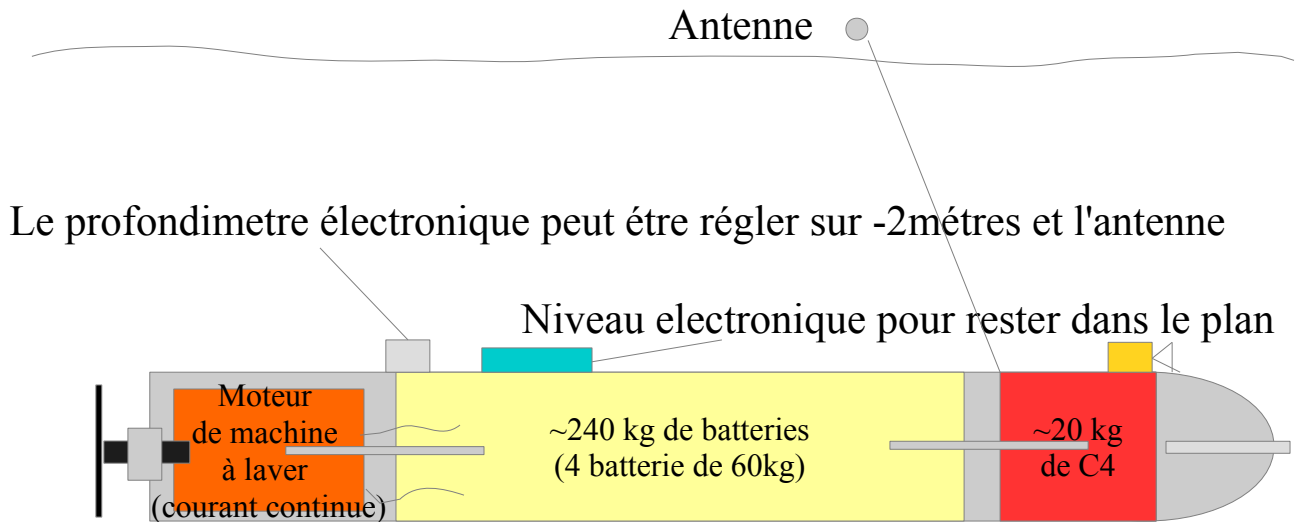 Antenne
Le profondimetre électronique peut étre régler sur -2métres et l'antenne
Niveau electronique pour rester dans le plan
Moteur
de machine
à laver
(courant continue)
~240 kg de batteries
(4 batterie de 60kg)
~20 kg
de C4